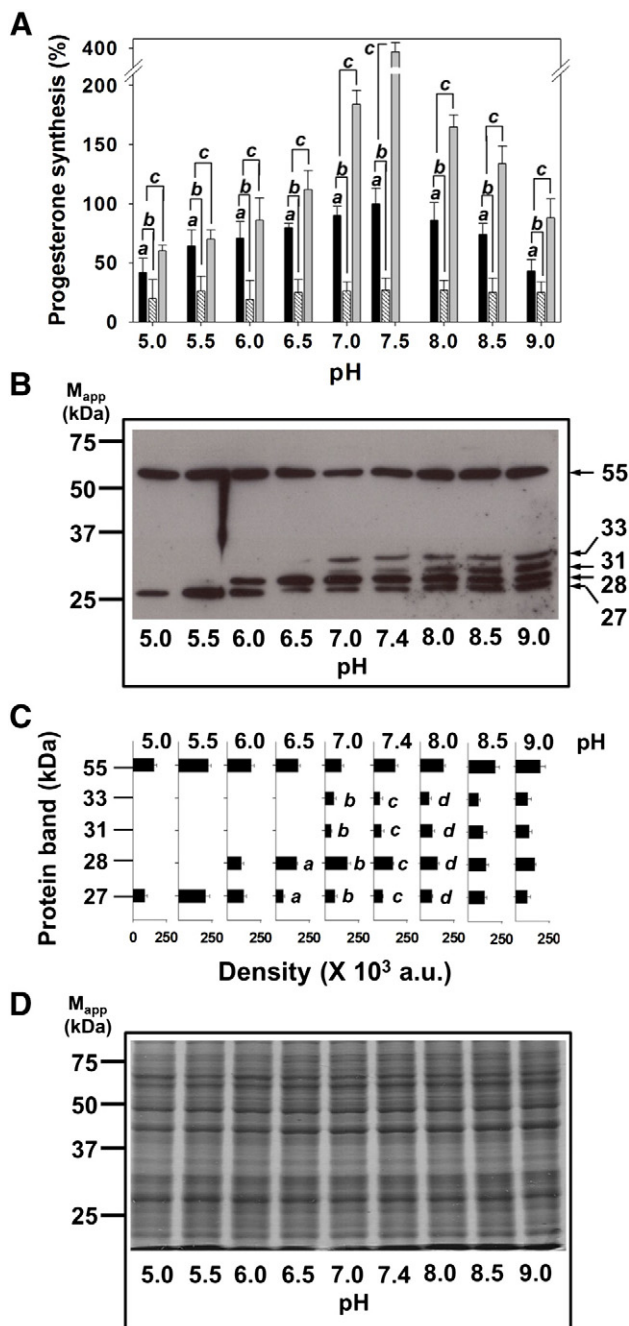 A
Progesterone synthesis (%)
400
200
150
100
50
0
c c c c c c c c c
b b b b b b b b b
a a a a a a a a a
5.0 5.5 6.0 6.5 7.0 7.5 8.0 8.5 9.0
pH
B
Mapp
(kDa)
75
50
37
25
55
33
31
28
27
5.0 5.5 6.0 6.5 7.0 7.4 8.0 8.5 9.0
pH
C
5.0 5.5 6.0 6.5 7.0 7.4 8.0 8.5 9.0 pH
Protein band (kDa)
55
33 b c d
31 b c d
28 a b c d
27 a b c d
0 250 250 250 250 250 250 250 250 250
Density (X 10³ a.u.)
D
Mapp
(kDa)
75
50
37
25
5.0 5.5 6.0 6.5 7.0 7.4 8.0 8.5 9.0
pH